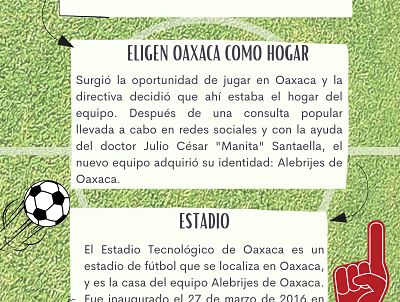 ELIGEN OAXACA COMO HOGAR
Surgió la oportunidad de jugar en Oaxaca y la
directiva decidió que ahí estaba el hogar del
equipo. Después de una consulta popular
llevada a cabo en redes sociales y con la ayuda
del doctor Julio César "Manita" Santaella, el
nuevo equipo adquirió su identidad: Alebrijes de
Oaxaca.
ESTADIO
El Estadio Tecnológico de Oaxaca es un
estadio de fútbol que se localiza en Oaxaca,
y es la casa del equipo Alebrijes de Oaxaca.
Fue inaugurado el 27 de marzo de 2016 en